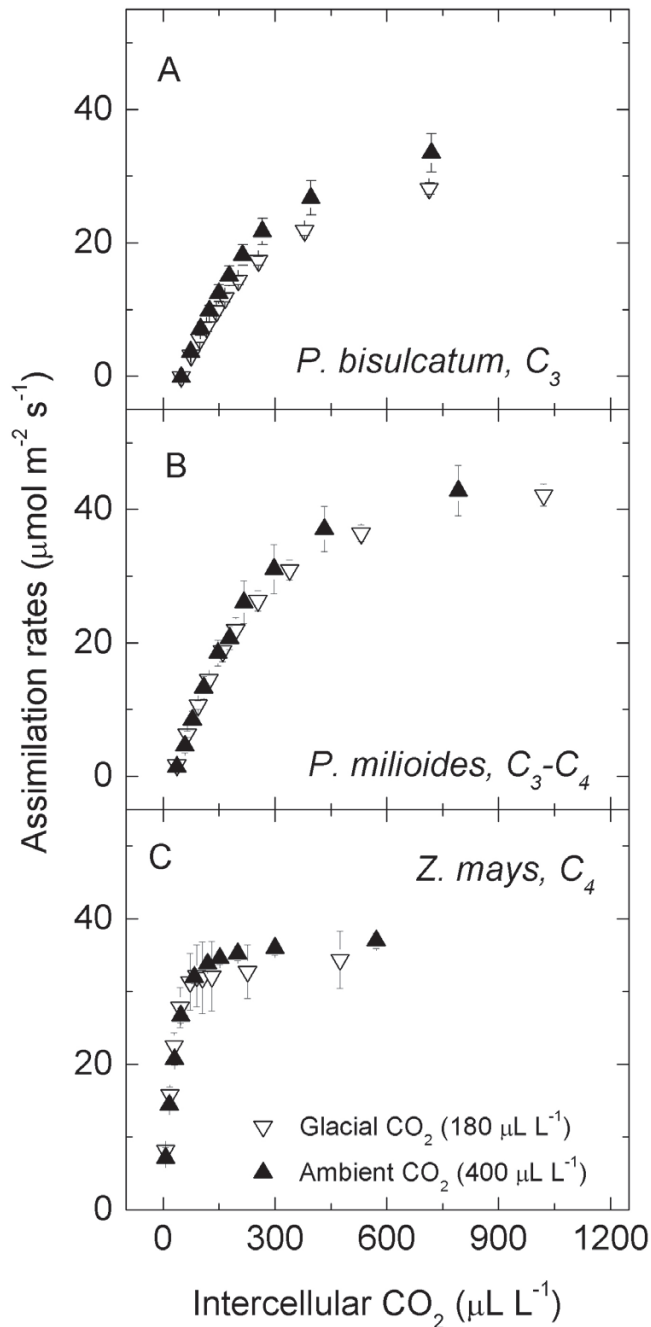 A
40
20
0
P. bisulcatum, C₃
B
40
20
0
P. milioides, C₃-C₄
C
Z. mays, C₄
40
20
0
Glacial CO₂ (180 μL L⁻¹)
Ambient CO₂ (400 μL L⁻¹)
0 300 600 900 1200
Intercellular CO₂ (μL L⁻¹)
Assimilation rates (μmol m⁻² s⁻¹)